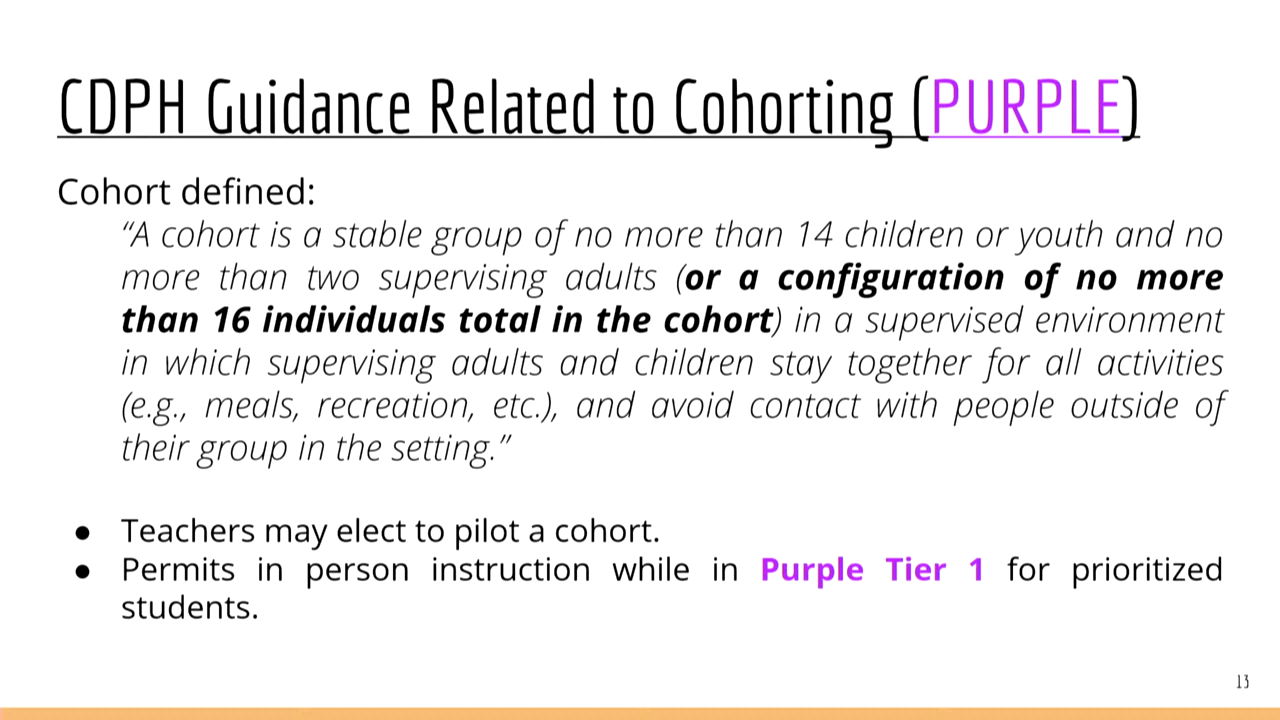 CDPH Guidance Related to Cohorting (PURPLE)
Cohort defined:
“A cohort is a stable group of no more than 14 children or youth and no
more than two supervising adults (or a configuration of no more
than 16 individuals total in the cohort) in a supervised environment
in which supervising adults and children stay together for all activities
(e.g., meals, recreation, etc.), and avoid contact with people outside of
their group in the setting.”
● Teachers may elect to pilot a cohort.
● Permits in person instruction while in Purple Tier 1 for prioritized
students.
13